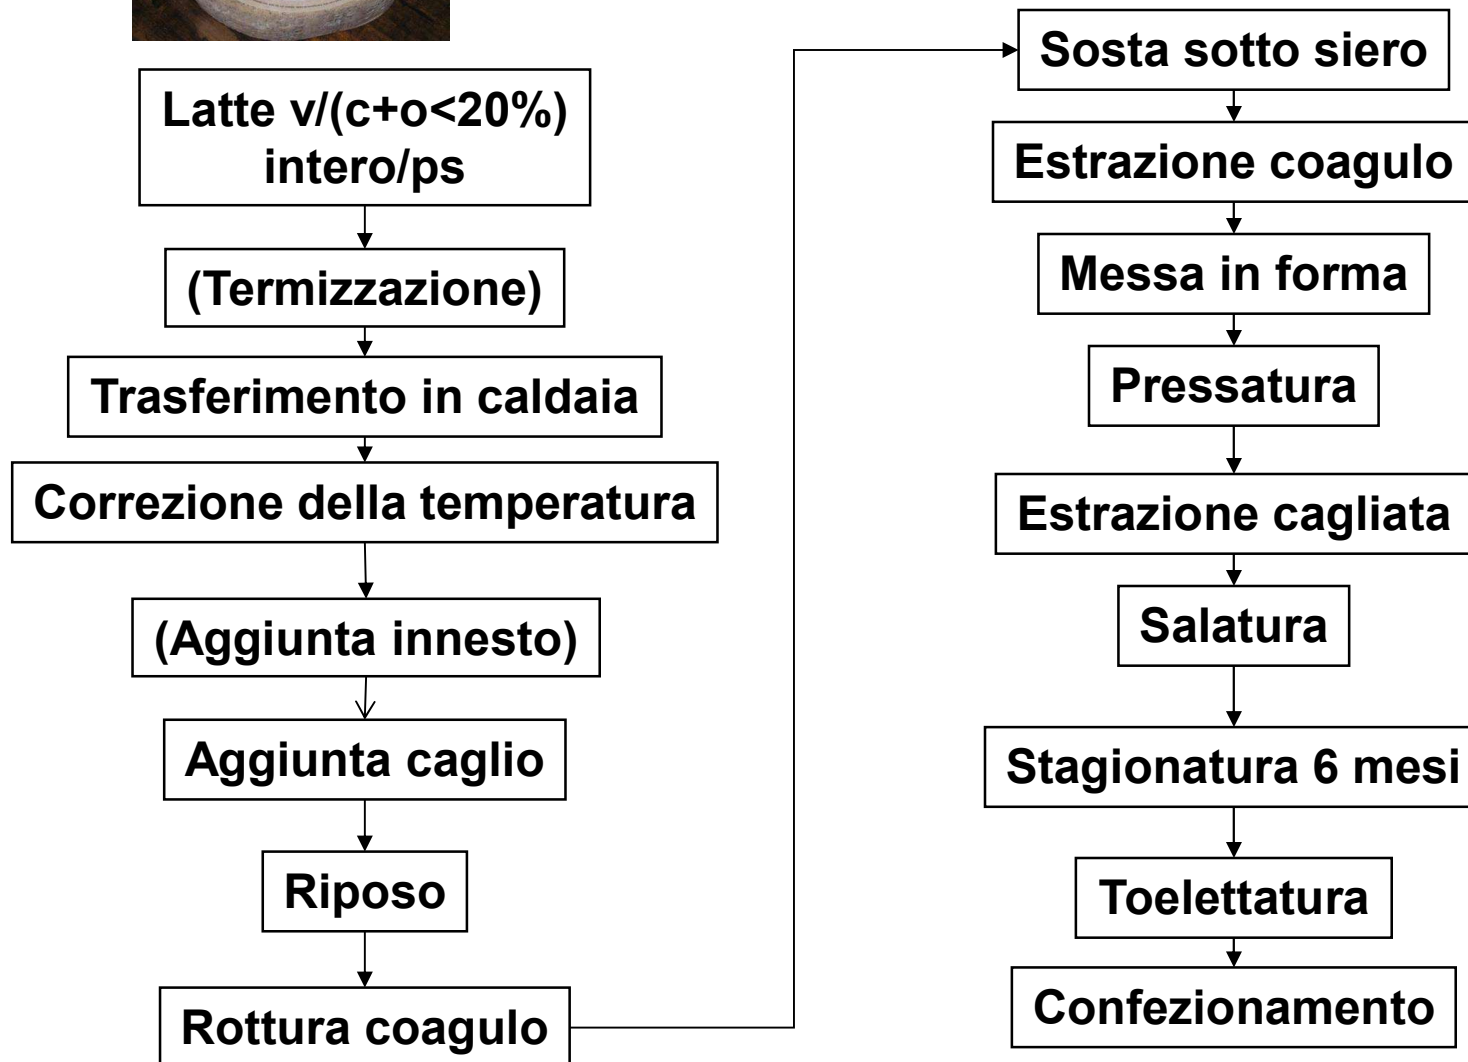 Latte v/(c+o<20%)
intero/ps
(Termizzazione)
Trasferimento in caldaia
Correzione della temperatura
(Aggiunta innesto)
Aggiunta caglio
Riposo
Rottura coagulo
Sosta sotto siero
Estrazione coagulo
Messa in forma
Pressatura
Estrazione cagliata
Salatura
Stagionatura 6 mesi
Toelettatura
Confezionamento